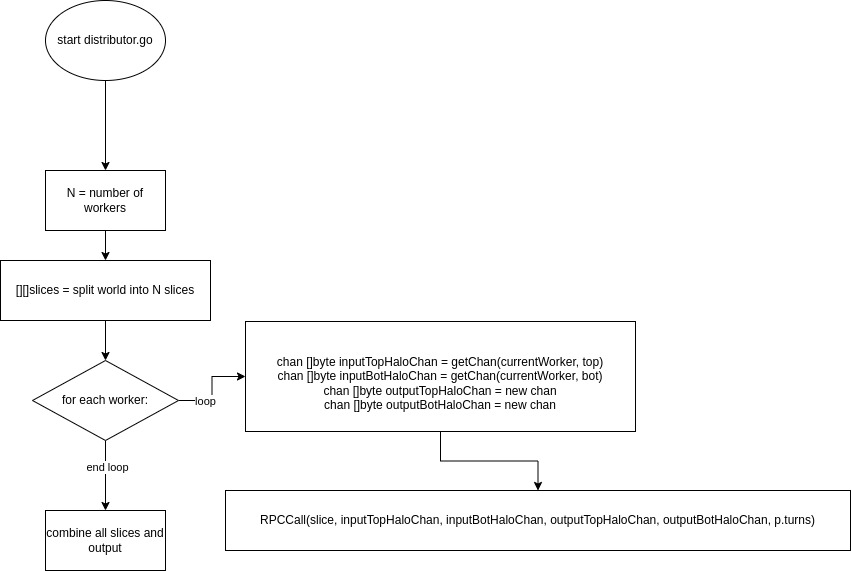 start distributor.go
N = number of
workers
[][]slices = split world into N slices
for each worker:
loop
chan []byte inputTopHaloChan = getChan(currentWorker, top)
chan []byte inputBotHaloChan = getChan(currentWorker, bot)
chan []byte outputTopHaloChan = new chan
chan []byte outputBotHaloChan = new chan
RPCCall(slice, inputTopHaloChan, inputBotHaloChan, outputTopHaloChan, outputBotHaloChan, p.turns)
end loop
combine all slices and
output